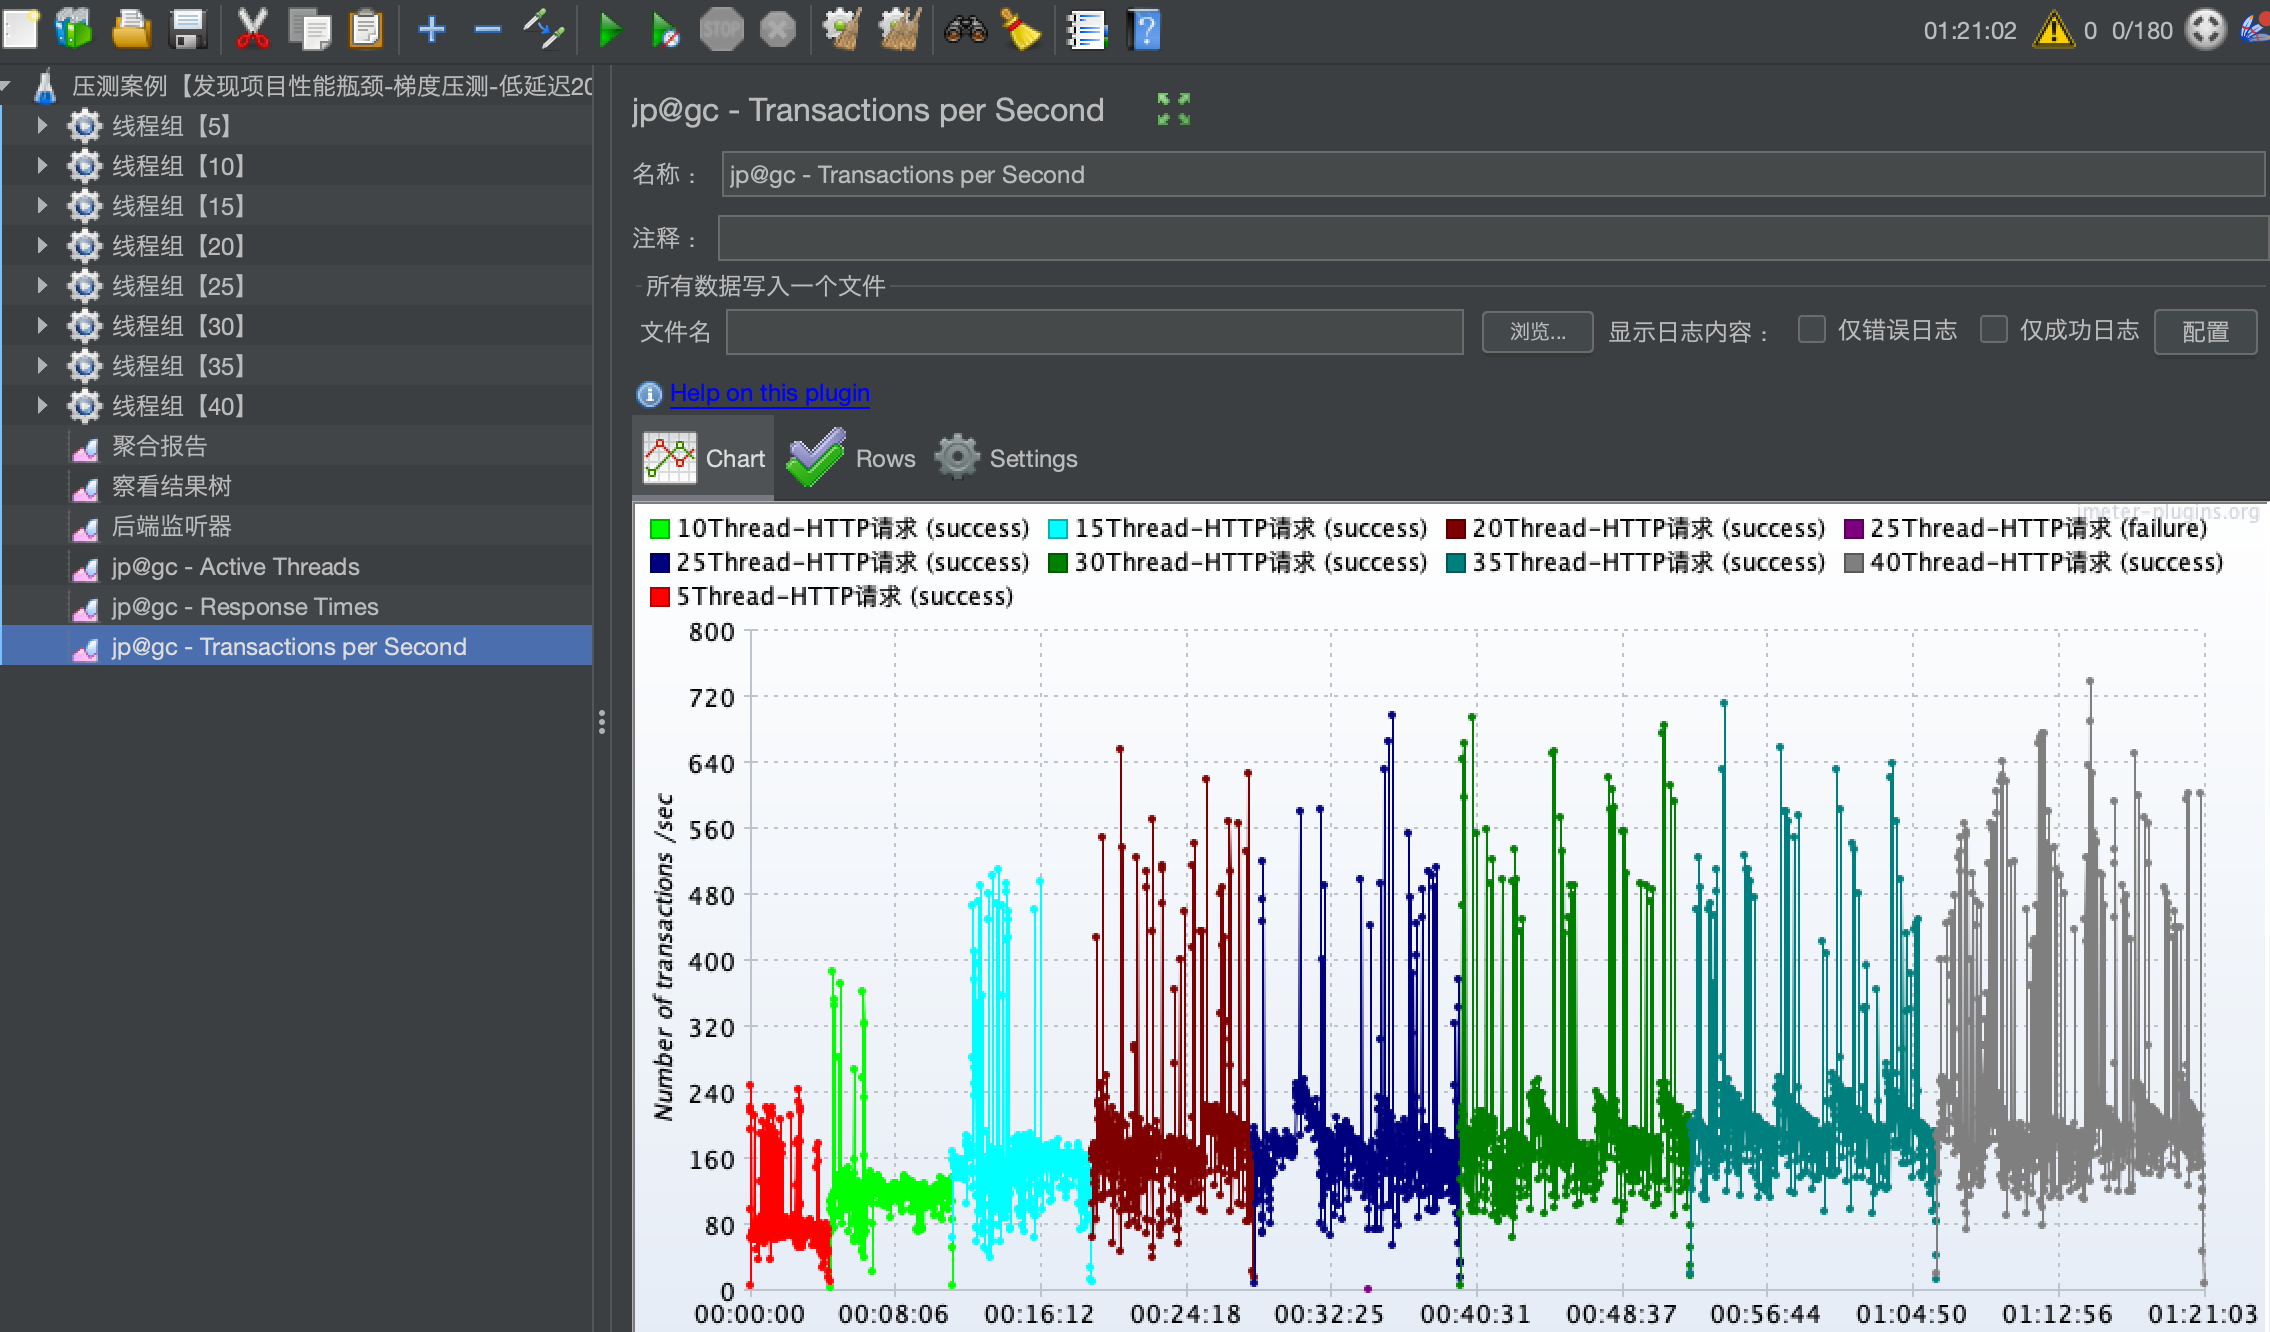 STOP
01:21:02 0 0/180
压测案例【发现项目性能瓶颈-梯度压测-低延迟20
线程组【5】
线程组【10】
线程组【15】
线程组【20】
线程组【25】
线程组【30】
线程组【35】
线程组【40】
聚合报告
察看结果树
后端监听器
jp@gc - Active Threads
jp@gc - Response Times
jp@gc - Transactions per Second
jp@gc - Transactions per Second
名称： jp@gc - Transactions per Second
注释：
所有数据写入一个文件
文件名 浏览... 显示日志内容： 仅错误日志 仅成功日志 配置
Help on this plugin
Chart Rows Settings
jmeter-plugins.org
10Thread-HTTP请求 (success) 15Thread-HTTP请求 (success) 20Thread-HTTP请求 (success) 25Thread-HTTP请求 (failure)
25Thread-HTTP请求 (success) 30Thread-HTTP请求 (success) 35Thread-HTTP请求 (success) 40Thread-HTTP请求 (success)
5Thread-HTTP请求 (success)
Number of transactions /sec
800
720
640
560
480
400
320
240
160
80
0
00:00:00 00:08:06 00:16:12 00:24:18 00:32:25 00:40:31 00:48:37 00:56:44 01:04:50 01:12:56 01:21:03